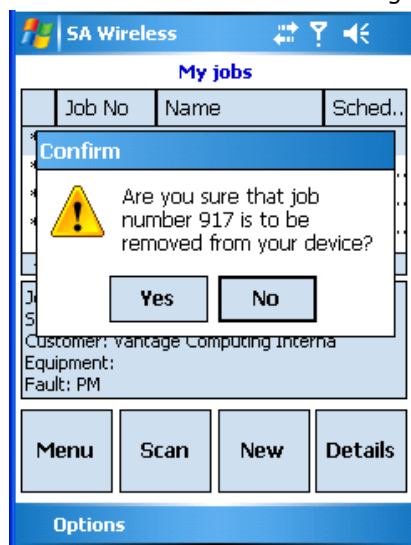 SA Wireless
My jobs
Job No Name Sched..
Confirm
Are you sure that job
number 917 is to be
removed from your device?
Yes No
Customer: Vantage Computing Interna
Equipment:
Fault: PM
Menu Scan New Details
Options